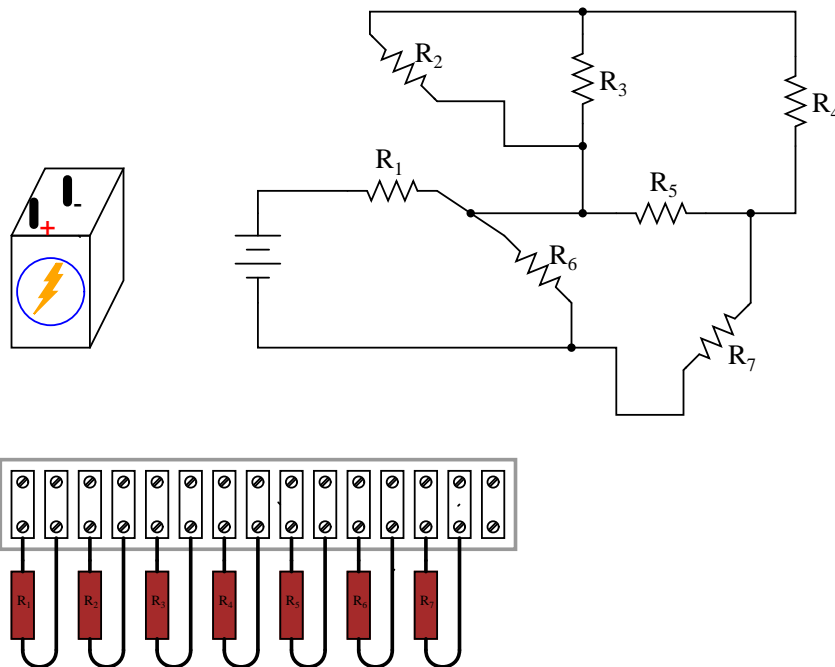 R₂
R₃
R₄
R₁
R₅
-
+
R₆
R₇
R₁ R₂ R₃ R₄ R₅ R₆ R₇